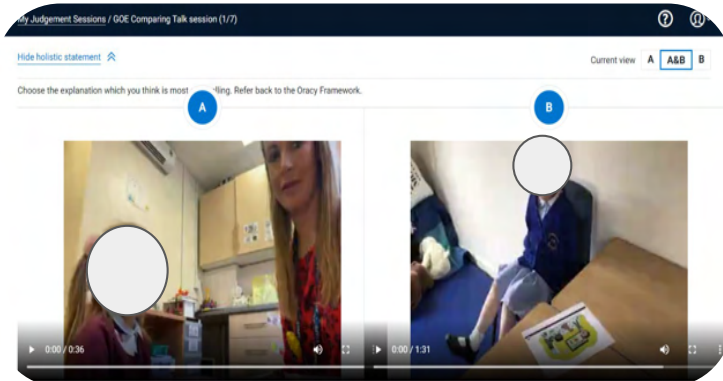 My Judgement Sessions / GOE Comparing Talk session (1/7)
Hide holistic statement
Current view A A&B B
Choose the explanation which you think is most Refer back to the Oracy Framework.
A
B
0:00 / 0:36
0:00 / 1:31